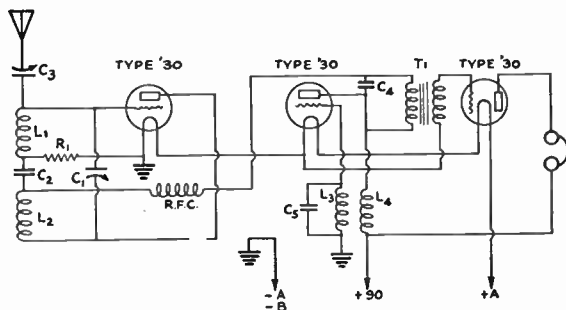 TYPE '30
TYPE '30
T1
TYPE '30
C3
C4
L1
R1
C2
C1
L2
R.F.C.
L3
L4
C5
-A
-B
+90
+A